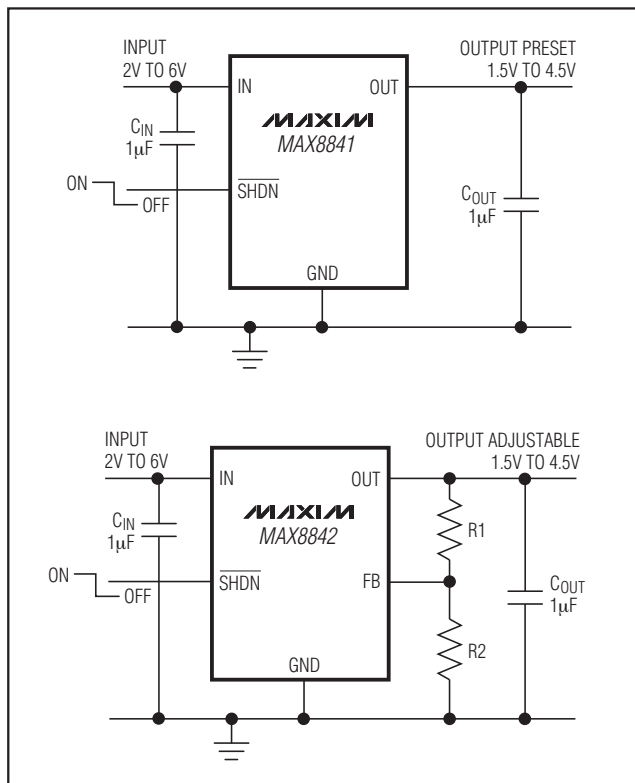 INPUT
2V TO 6V
OUTPUT PRESET
1.5V TO 4.5V
IN
OUT
MAXIM
MAX8841
CIN
1µF
ON
OFF
SHDN
COUT
1µF
GND
INPUT
2V TO 6V
OUTPUT ADJUSTABLE
1.5V TO 4.5V
IN
OUT
MAXIM
MAX8842
CIN
1µF
R1
ON
OFF
SHDN
FB
COUT
1µF
R2
GND